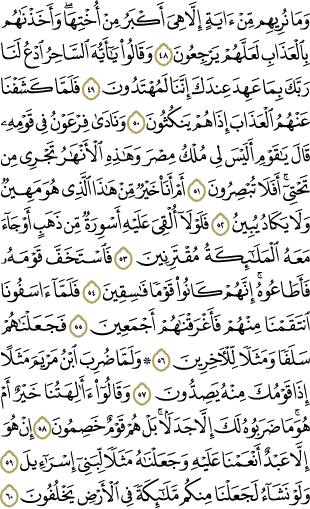 وَمَا نُرِيهِم مِّنْ ءَايَةٍ إِلَّا هِىَ أَكْبَرُ مِنْ أُخْتِهَا ۖ وَأَخَذْنَٰهُم
بِٱلْعَذَابِ لَعَلَّهُمْ يَرْجِعُونَ ٤٨ وَقَالُوا۟ يَٰٓأَيُّهَ ٱلسَّاحِرُ ٱدْعُ لَنَا
رَبَّكَ بِمَا عَهِدَ عِندَكَ إِنَّنَا لَمُهْتَدُونَ ٤٩ فَلَمَّا كَشَفْنَا
عَنْهُمُ ٱلْعَذَابَ إِذَا هُمْ يَنكُثُونَ ٥٠ وَنَادَىٰ فِرْعَوْنُ فِى قَوْمِهِۦ
قَالَ يَٰقَوْمِ أَلَيْسَ لِى مُلْكُ مِصْرَ وَهَٰذِهِ ٱلْأَنْهَٰرُ تَجْرِى مِن
تَحْتِىٓ ۖ أَفَلَا تُبْصِرُونَ ٥١ أَمْ أَنَا۠ خَيْرٌ مِّنْ هَٰذَا ٱلَّذِى هُوَ مَهِينٌ
وَلَا يَكَادُ يُبِينُ ٥٢ فَلَوْلَآ أُلْقِىَ عَلَيْهِ أَسْوِرَةٌ مِّن ذَهَبٍ أَوْ جَآءَ
مَعَهُ ٱلْمَلَٰٓئِكَةُ مُقْتَرِنِينَ ٥٣ فَٱسْتَخَفَّ قَوْمَهُۥ
فَأَطَاعُوهُ ۚ إِنَّهُمْ كَانُوا۟ قَوْمًا فَٰسِقِينَ ٥٤ فَلَمَّآ ءَاسَفُونَا
ٱنتَقَمْنَا مِنْهُمْ فَأَغْرَقْنَٰهُمْ أَجْمَعِينَ ٥٥ فَجَعَلْنَٰهُمْ
سَلَفًا وَمَثَلًا لِّلْءَاخِرِينَ ٥٦ ۞ وَلَمَّا ضُرِبَ ٱبْنُ مَرْيَمَ مَثَلًا
إِذَا قَوْمُكَ مِنْهُ يَصِدُّونَ ٥٧ وَقَالُوٓا۟ ءَأَٰلِهَتُنَا خَيْرٌ أَمْ
هُوَ ۚ مَا ضَرَبُوهُ لَكَ إِلَّا جَدَلًۢا ۚ بَلْ هُمْ قَوْمٌ خَصِمُونَ ٥٨ إِنْ هُوَ
إِلَّا عَبْدٌ أَنْعَمْنَا عَلَيْهِ وَجَعَلْنَٰهُ مَثَلًا لِّبَنِىٓ إِسْرَٰٓءِيلَ ٥٩
وَلَوْ نَشَآءُ لَجَعَلْنَا مِنكُم مَّلَٰٓئِكَةً فِى ٱلْأَرْضِ يَخْلُفُونَ ٦٠